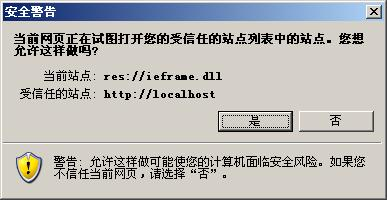 安全警告
当前网页正在试图打开您的受信任的站点列表中的站点。您想
允许这样做吗?
当前站点: res://ieframe.dll
受信任的站点: http://localhost
是 否
警告: 允许这样做可能使您的计算机面临安全风险。如果您
不信任当前网页，请选择“否”。